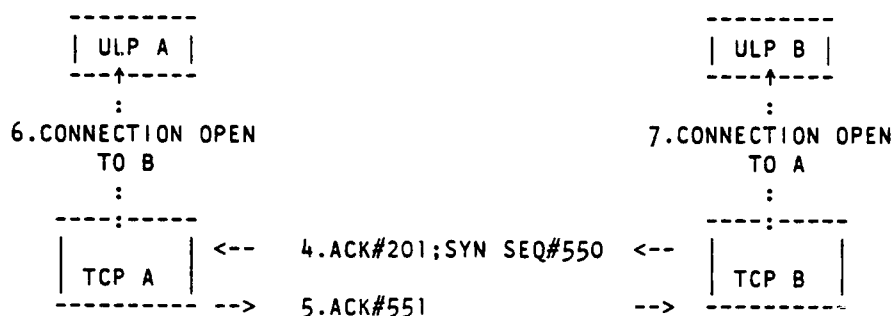 ULP A ULP B
6.CONNECTION OPEN 7.CONNECTION OPEN
TO B TO A
<-- 4.ACK#201;SYN SEQ#550 <--
TCP A TCP B
--> 5.ACK#551 -->